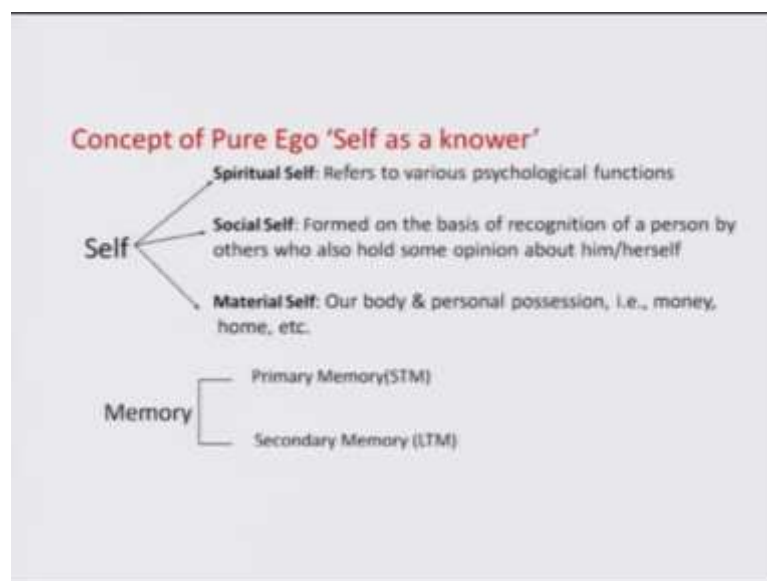 Concept of Pure Ego 'Self as a knower'
Spiritual Self: Refers to various psychological functions
Self
Social Self: Formed on the basis of recognition of a person by
others who also hold some opinion about him/herself
Material Self: Our body & personal possession, i.e., money,
home, etc.
Memory
Primary Memory(STM)
Secondary Memory (LTM)